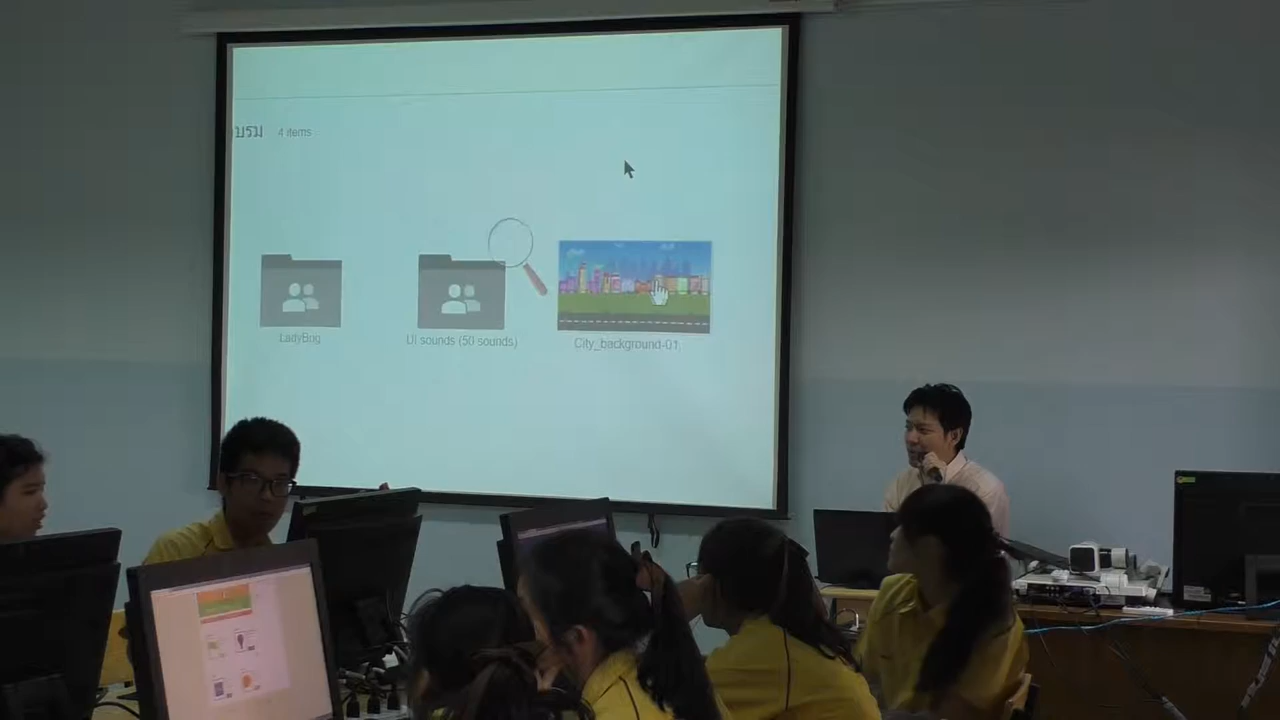 บรม 4 items
LadyBug
UI sounds (50 sounds)
City_background-01.